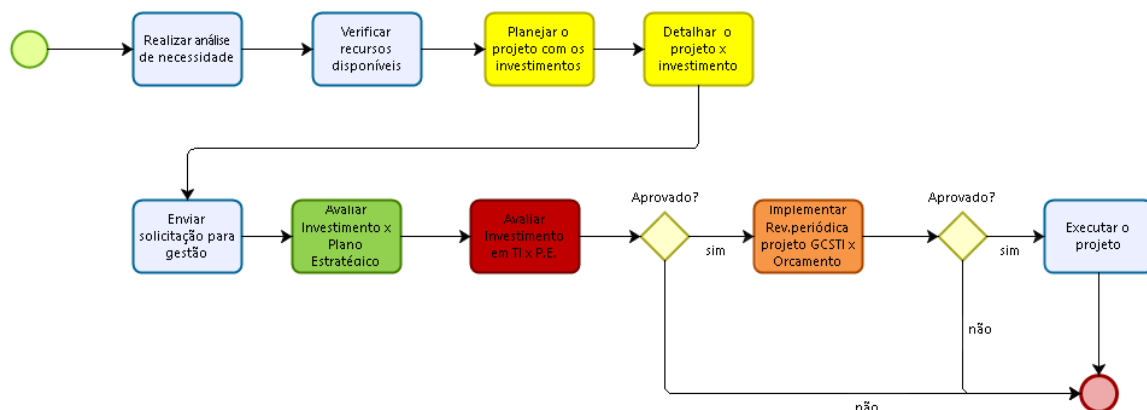 Realizar análise
de necessidade
Verificar
recursos
disponíveis
Planejar o
projeto com os
investimentos
Detalhar o
projeto x
investimento
Enviar
solicitação para
gestão
Avaliar
Investimento x
Plano
Estratégico
Avaliar
Investimento
em TI x P.E.
Aprovado?
sim
Implementar
Rev.periódica
projeto GCSTI x
Orçamento
Aprovado?
sim
Executar o
projeto
não
não